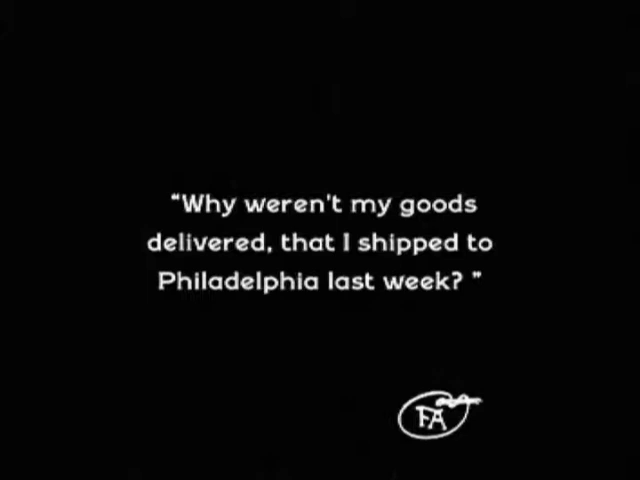 "Why weren't my goods
delivered, that I shipped to
Philadelphia last week? "
FA